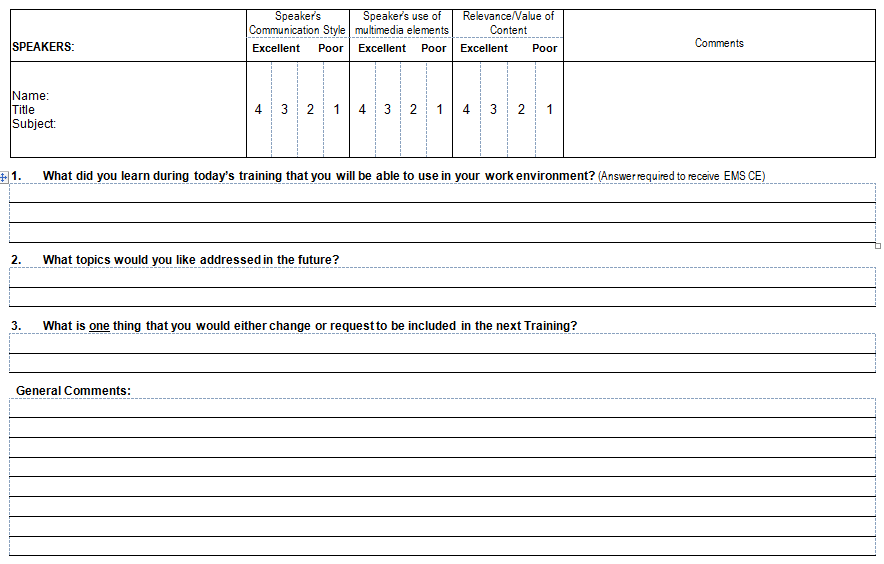 Speaker's Speaker's use of Relevance/Value of
Communication Style multimedia elements Content
SPEAKERS: Excellent Poor Excellent Poor Excellent Poor Comments
Name:
Title 4 3 2 1 4 3 2 1 4 3 2 1
Subject:
1. What did you learn during today's training that you will be able to use in your work environment? (Answer required to receive EMS CE)
2. What topics would you like addressed in the future?
3. What is one thing that you would either change or request to be included in the next Training?
General Comments: